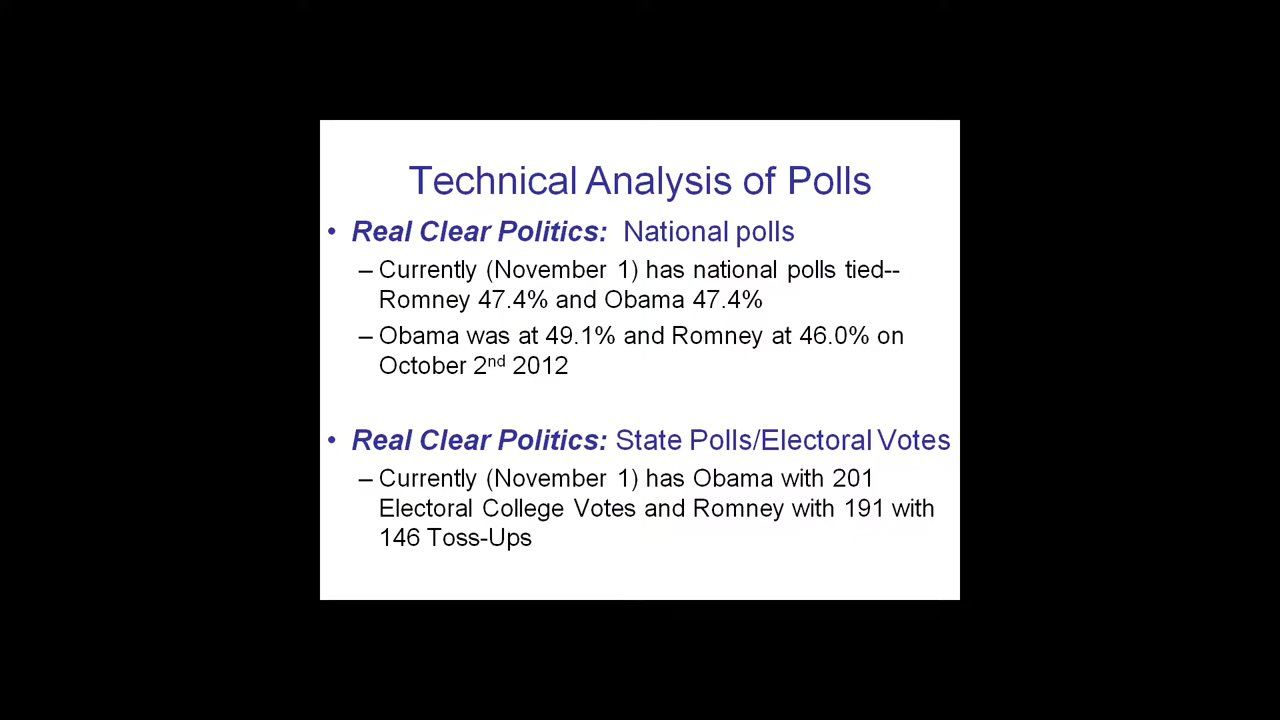 Technical Analysis of Polls
• Real Clear Politics: National polls
– Currently (November 1) has national polls tied--
Romney 47.4% and Obama 47.4%
– Obama was at 49.1% and Romney at 46.0% on
October 2nd 2012
• Real Clear Politics: State Polls/Electoral Votes
– Currently (November 1) has Obama with 201
Electoral College Votes and Romney with 191 with
146 Toss-Ups